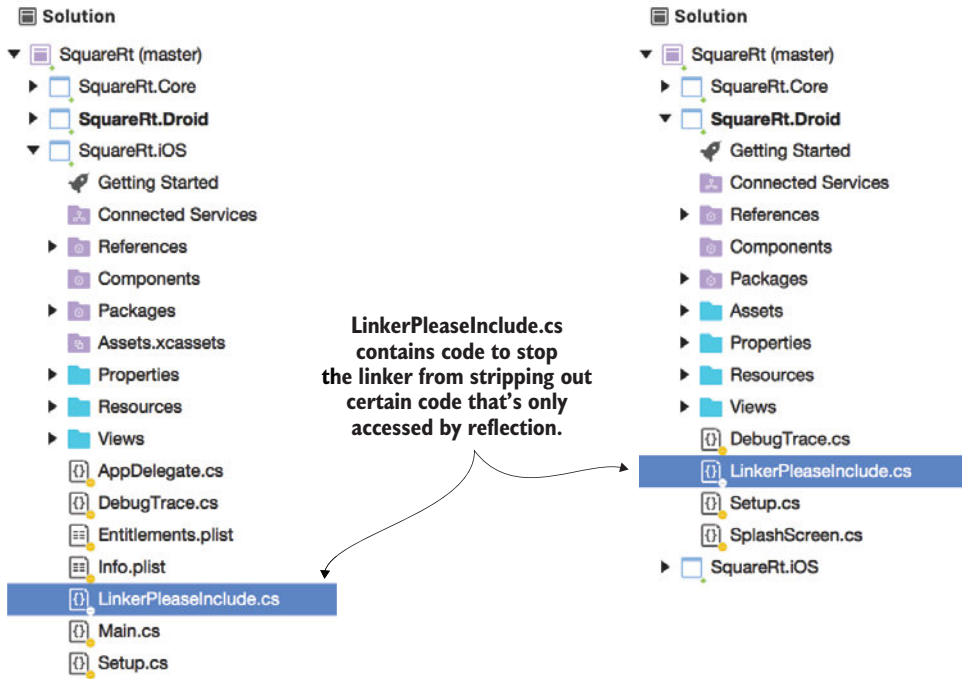 Solution
SquareRt (master)
SquareRt.Core
SquareRt.Droid
SquareRt.iOS
Getting Started
Connected Services
References
Components
Packages
Assets.xcassets
Properties
Resources
Views
AppDelegate.cs
DebugTrace.cs
Entitlements.plist
Info.plist
LinkerPleaseInclude.cs
Main.cs
Setup.cs
LinkerPleaseInclude.cs
contains code to stop
the linker from stripping out
certain code that's only
accessed by reflection.
Solution
SquareRt (master)
SquareRt.Core
SquareRt.Droid
Getting Started
Connected Services
References
Components
Packages
Assets
Properties
Resources
Views
DebugTrace.cs
LinkerPleaseInclude.cs
Setup.cs
SplashScreen.cs
SquareRt.iOS